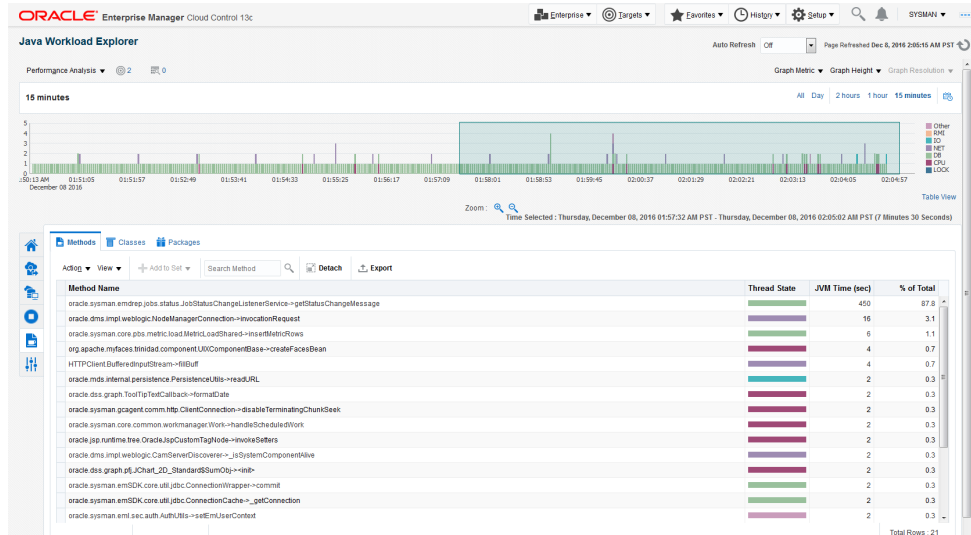 ORACLE Enterprise Manager Cloud Control 13c
Enterprise Targets Favorites History Setup SYSMAN
Java Workload Explorer
Auto Refresh Off Page Refreshed Dec 8, 2016 2:05:15 AM PST
Performance Analysis 2 0 Graph Metric Graph Height Graph Resolution
15 minutes All Day 2 hours 1 hour 15 minutes
5
4
3
2
1
0
:50:13 AM 01:51:05 01:51:57 01:52:49 01:53:41 01:54:33 01:55:25 01:56:17 01:57:09 01:58:01 01:58:53 01:59:45 02:00:37 02:01:29 02:02:21 02:03:13 02:04:05 02:04:57
December 08 2016
Other
RMI
IO
NET
DB
CPU
LOCK
Table View
Zoom :
Time Selected : Thursday, December 08, 2016 01:57:32 AM PST - Thursday, December 08, 2016 02:05:02 AM PST (7 Minutes 30 Seconds)
Methods Classes Packages
Action View Add to Set Search Method Detach Export
Method Name Thread State JVM Time (sec) % of Total
oracle.sysman.emdrep.jobs.status.JobStatusChangeListenerService->getStatusChangeMessage 450 87.8
oracle.dms.impl.weblogic.NodeManagerConnection->invocationRequest 16 3.1
oracle.sysman.core.pbs.metric.load.MetricLoadShared->insertMetricRows 6 1.1
org.apache.myfaces.trinidad.component.UIXComponentBase->createFacesBean 4 0.7
HTTPClient.BufferedInputStream->fillBuff 4 0.7
oracle.mds.internal.persistence.PersistenceUtils->readURL 2 0.3
oracle.dss.graph.ToolTipTextCallback->formatDate 2 0.3
oracle.sysman.gcagent.comm.http.ClientConnection->disableTerminatingChunkSeek 2 0.3
oracle.sysman.core.common.workmanager.Work->handleScheduledWork 2 0.3
oracle.jsp.runtime.tree.OracleJspCustomTagNode->invokeSetters 2 0.3
oracle.dms.impl.weblogic.CamServerDiscoverer->_isSystemComponentAlive 2 0.3
oracle.dss.graph.pfj.JChart_2D_Standard$SumObj-><init> 2 0.3
oracle.sysman.emSDK.core.util.jdbc.ConnectionWrapper->commit 2 0.3
oracle.sysman.emSDK.core.util.jdbc.ConnectionCache->_getConnection 2 0.3
oracle.sysman.eml.sec.auth.AuthUtils->setEmUserContext 2 0.3
Total Rows : 21